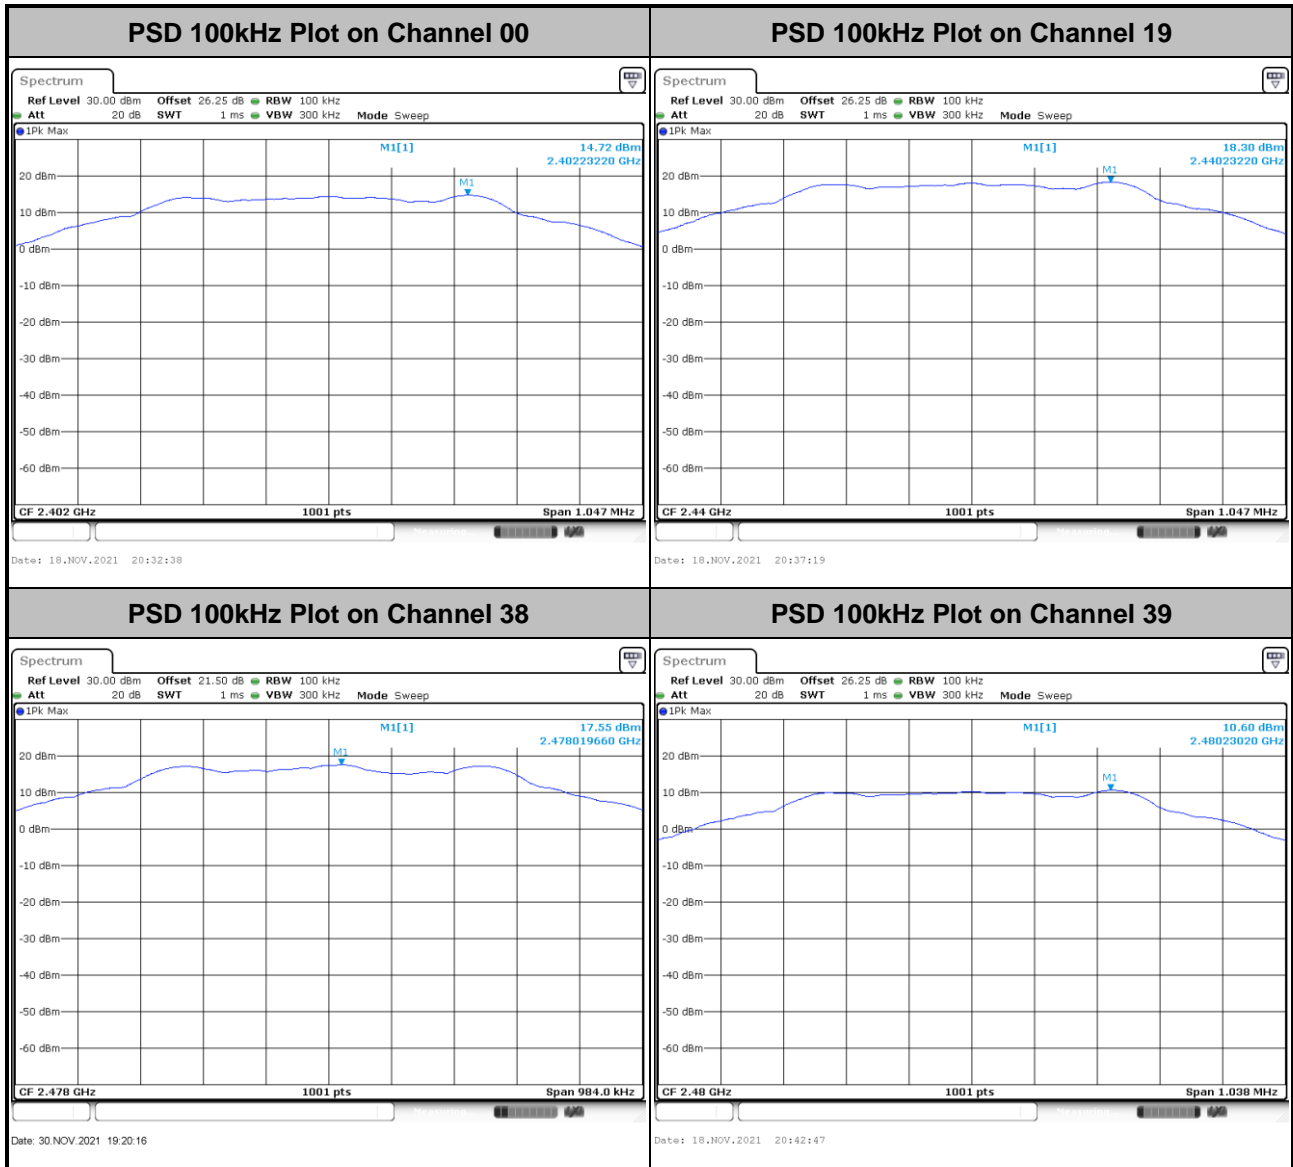 PSD 100kHz Plot on Channel 00
Spectrum
Ref Level 30.00 dBm Offset 26.25 dB RBW 100 kHz
Att 20 dB SWT 1 ms VBW 300 kHz Mode Sweep
1Pk Max
M1[1] 14.72 dBm
2.40223220 GHz
M1
20 dBm
10 dBm
0 dBm
-10 dBm
-20 dBm
-30 dBm
-40 dBm
-50 dBm
-60 dBm
CF 2.402 GHz 1001 pts Span 1.047 MHz
Date: 18.NOV.2021 20:32:38
PSD 100kHz Plot on Channel 19
Spectrum
Ref Level 30.00 dBm Offset 26.25 dB RBW 100 kHz
Att 20 dB SWT 1 ms VBW 300 kHz Mode Sweep
1Pk Max
M1[1] 18.30 dBm
2.44023220 GHz
M1
20 dBm
10 dBm
0 dBm
-10 dBm
-20 dBm
-30 dBm
-40 dBm
-50 dBm
-60 dBm
CF 2.44 GHz 1001 pts Span 1.047 MHz
Date: 18.NOV.2021 20:37:19
PSD 100kHz Plot on Channel 38
Spectrum
Ref Level 30.00 dBm Offset 21.50 dB RBW 100 kHz
Att 20 dB SWT 1 ms VBW 300 kHz Mode Sweep
1Pk Max
M1[1] 17.55 dBm
2.478019660 GHz
M1
20 dBm
10 dBm
0 dBm
-10 dBm
-20 dBm
-30 dBm
-40 dBm
-50 dBm
-60 dBm
CF 2.478 GHz 1001 pts Span 984.0 kHz
Date: 30.NOV.2021 19:20:16
PSD 100kHz Plot on Channel 39
Spectrum
Ref Level 30.00 dBm Offset 26.25 dB RBW 100 kHz
Att 20 dB SWT 1 ms VBW 300 kHz Mode Sweep
1Pk Max
M1[1] 10.60 dBm
2.48023020 GHz
M1
20 dBm
10 dBm
0 dBm
-10 dBm
-20 dBm
-30 dBm
-40 dBm
-50 dBm
-60 dBm
CF 2.48 GHz 1001 pts Span 1.038 MHz
Date: 18.NOV.2021 20:42:47